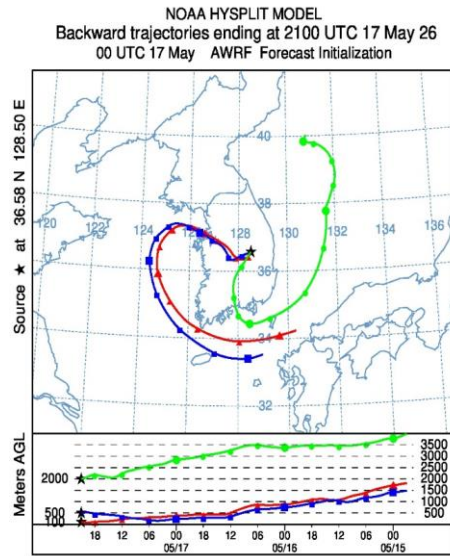 NOAA HYSPLIT MODEL
Backward trajectories ending at 2100 UTC 17 May 26
00 UTC 17 May AWRF Forecast Initialization
Source ★ at 36.58 N 128.50 E
40
38
120 122 124 126 128 130 132 134 136
36
34
32
Meters AGL
2000
500
100
3500
3000
2500
2000
1500
1000
500
18 12 06 00 18 12 06 00 18 12 06 00
05/17 05/16 05/16